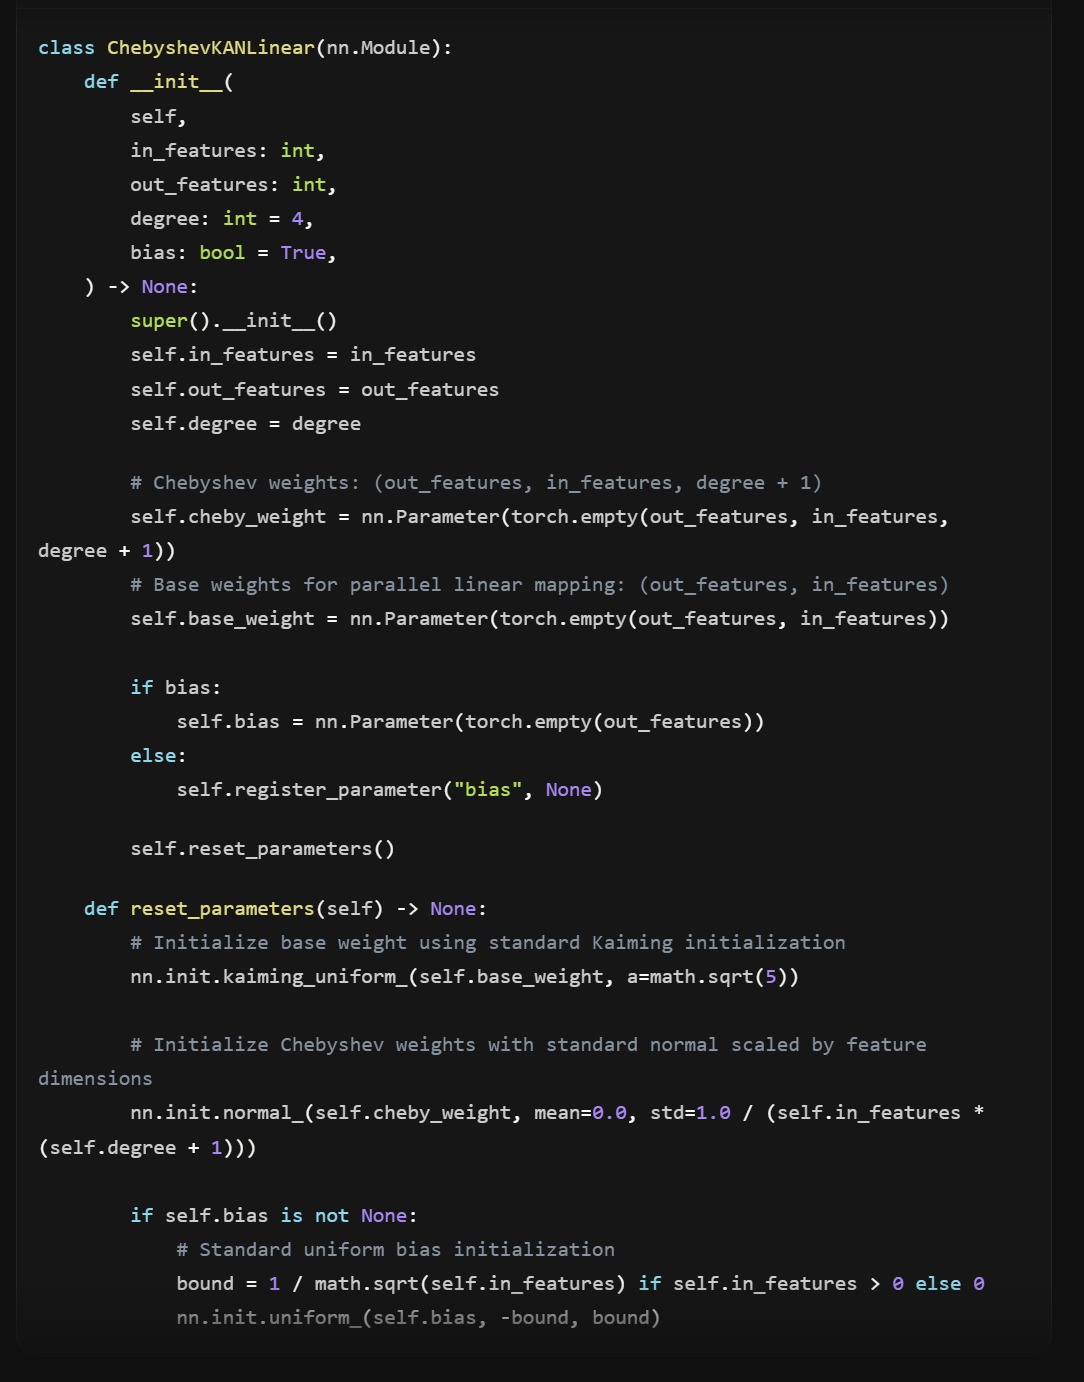 class ChebyshevKANLinear(nn.Module):
    def __init__(
        self,
        in_features: int,
        out_features: int,
        degree: int = 4,
        bias: bool = True,
    ) -> None:
        super().__init__()
        self.in_features = in_features
        self.out_features = out_features
        self.degree = degree

        # Chebyshev weights: (out_features, in_features, degree + 1)
        self.cheby_weight = nn.Parameter(torch.empty(out_features, in_features,
degree + 1))
        # Base weights for parallel linear mapping: (out_features, in_features)
        self.base_weight = nn.Parameter(torch.empty(out_features, in_features))

        if bias:
            self.bias = nn.Parameter(torch.empty(out_features))
        else:
            self.register_parameter("bias", None)

        self.reset_parameters()

    def reset_parameters(self) -> None:
        # Initialize base weight using standard Kaiming initialization
        nn.init.kaiming_uniform_(self.base_weight, a=math.sqrt(5))

        # Initialize Chebyshev weights with standard normal scaled by feature
dimensions
        nn.init.normal_(self.cheby_weight, mean=0.0, std=1.0 / (self.in_features *
(self.degree + 1)))

        if self.bias is not None:
            # Standard uniform bias initialization
            bound = 1 / math.sqrt(self.in_features) if self.in_features > 0 else 0
            nn.init.uniform_(self.bias, -bound, bound)